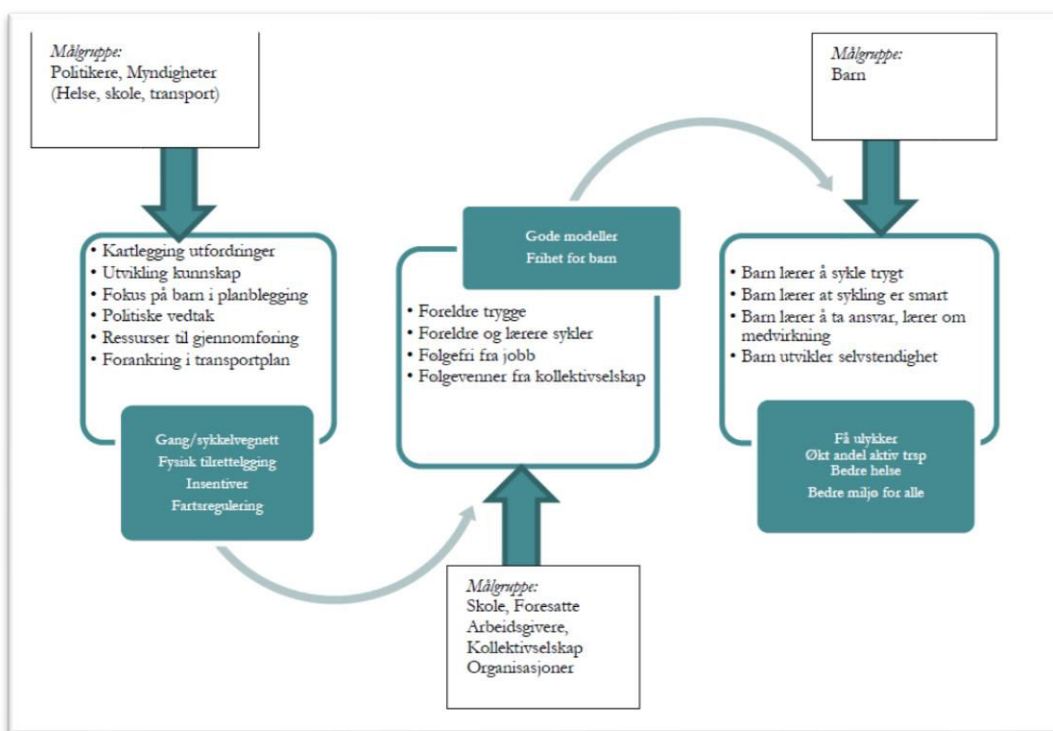 Målgruppe:
Politikere, Myndigheter
(Helse, skole, transport)
• Kartlegging utfordringer
• Utvikling kunnskap
• Fokus på barn i planblegging
• Politiske vedtak
• Ressurser til gjennomføring
• Forankring i transportplan
Gang/sykkelvegnett
Fysisk tilrettelgging
Insentiver
Fartsregulering
Gode modeller
Frihet for barn
• Foreldre trygge
• Foreldre og lærere sykler
• Følgefri fra jobb
• Følgevenner fra kollektivselskap
Målgruppe:
Skole, Foresatte
Arbeidsgivere,
Kollektivselskap
Organisasjoner
Målgruppe:
Barn
• Barn lærer å sykle trygt
• Barn lærer at sykling er smart
• Barn lærer å ta ansvar, lærer om
medvirkning
• Barn utvikler selvstendighet
Få ulykker
Økt andel aktiv trsp
Bedre helse
Bedre miljø for alle